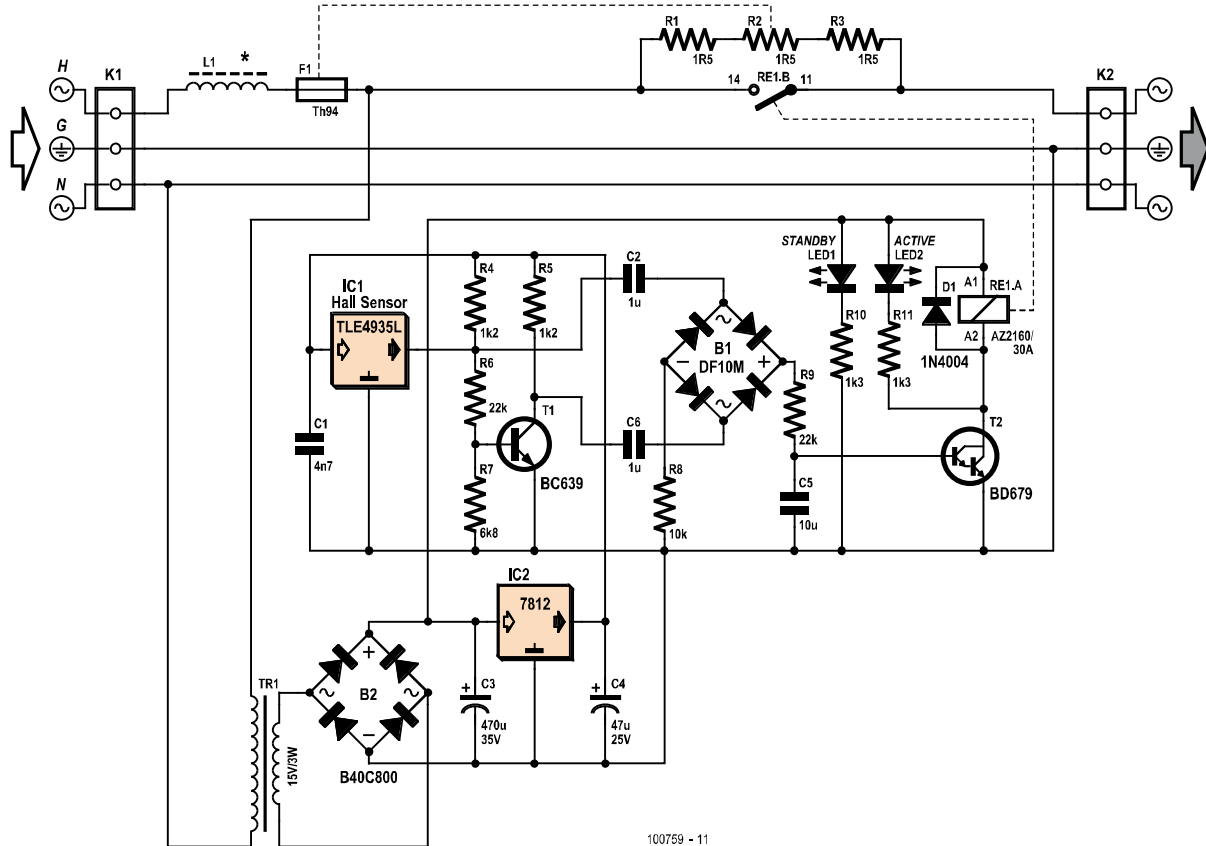 H
K1
L1
*
F1
Th94
R1
1R5
R2
1R5
R3
1R5
14
RE1.B
11
K2
G
N
IC1
Hall Sensor
TLE4935L
R4
1k2
R5
1k2
C2
1u
STANDBY
LED1
ACTIVE
LED2
D1
1N4004
A1
RE1.A
A2
AZ2160/
30A
R6
22k
T1
BC639
B1
DF10M
−
+
R9
22k
R10
1k3
R11
1k3
C1
4n7
R7
6k8
C6
1u
R8
10k
C5
10u
T2
BD679
IC2
7812
TR1
15V/3W
+
B2
−
B40C800
+
C3
470u
35V
+
C4
47u
25V
100759 - 11